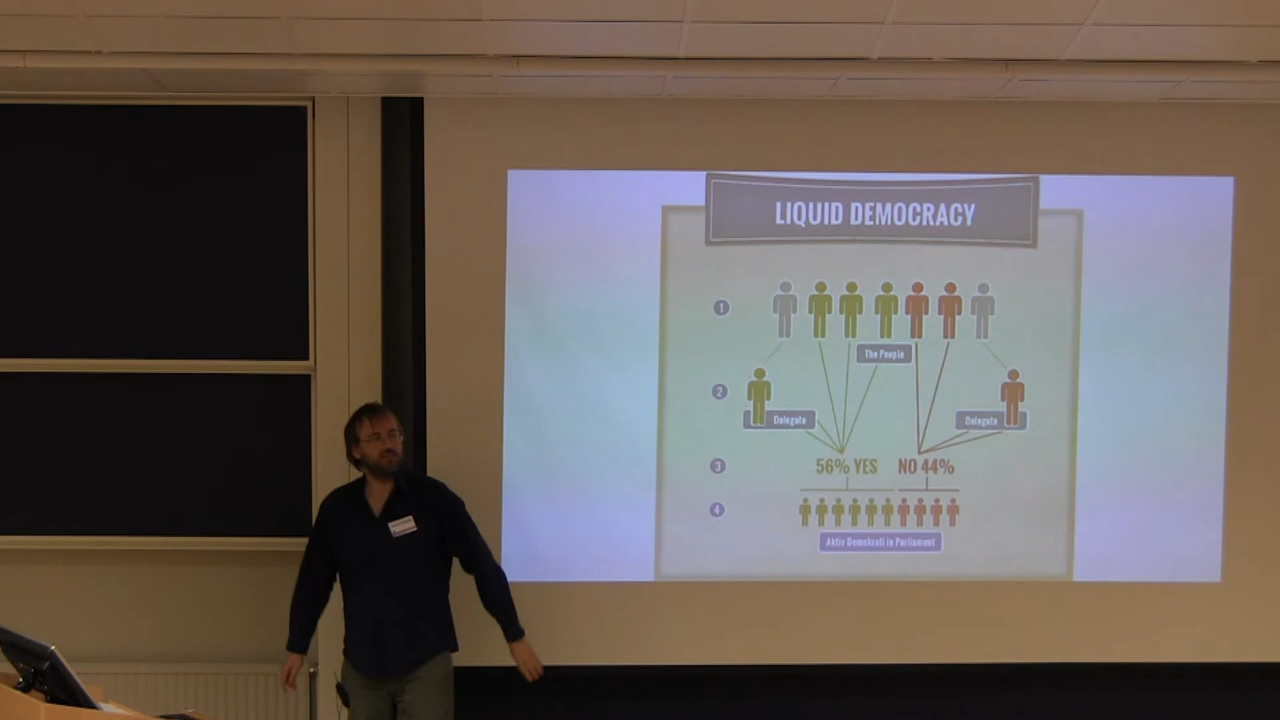 LIQUID DEMOCRACY
1
The People
2
Delegate
Delegate
3
56% YES
NO 44%
4
Aktiv Demokrati in Parliament